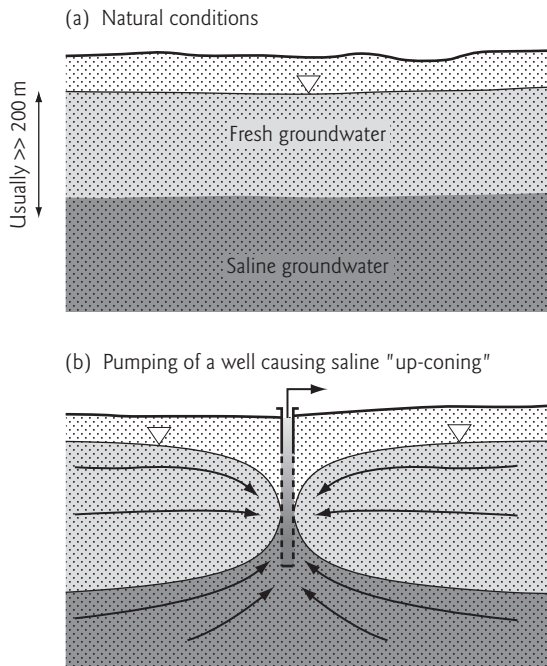 (a) Natural conditions
Usually >> 200 m
Fresh groundwater
Saline groundwater
(b) Pumping of a well causing saline "up-coning"